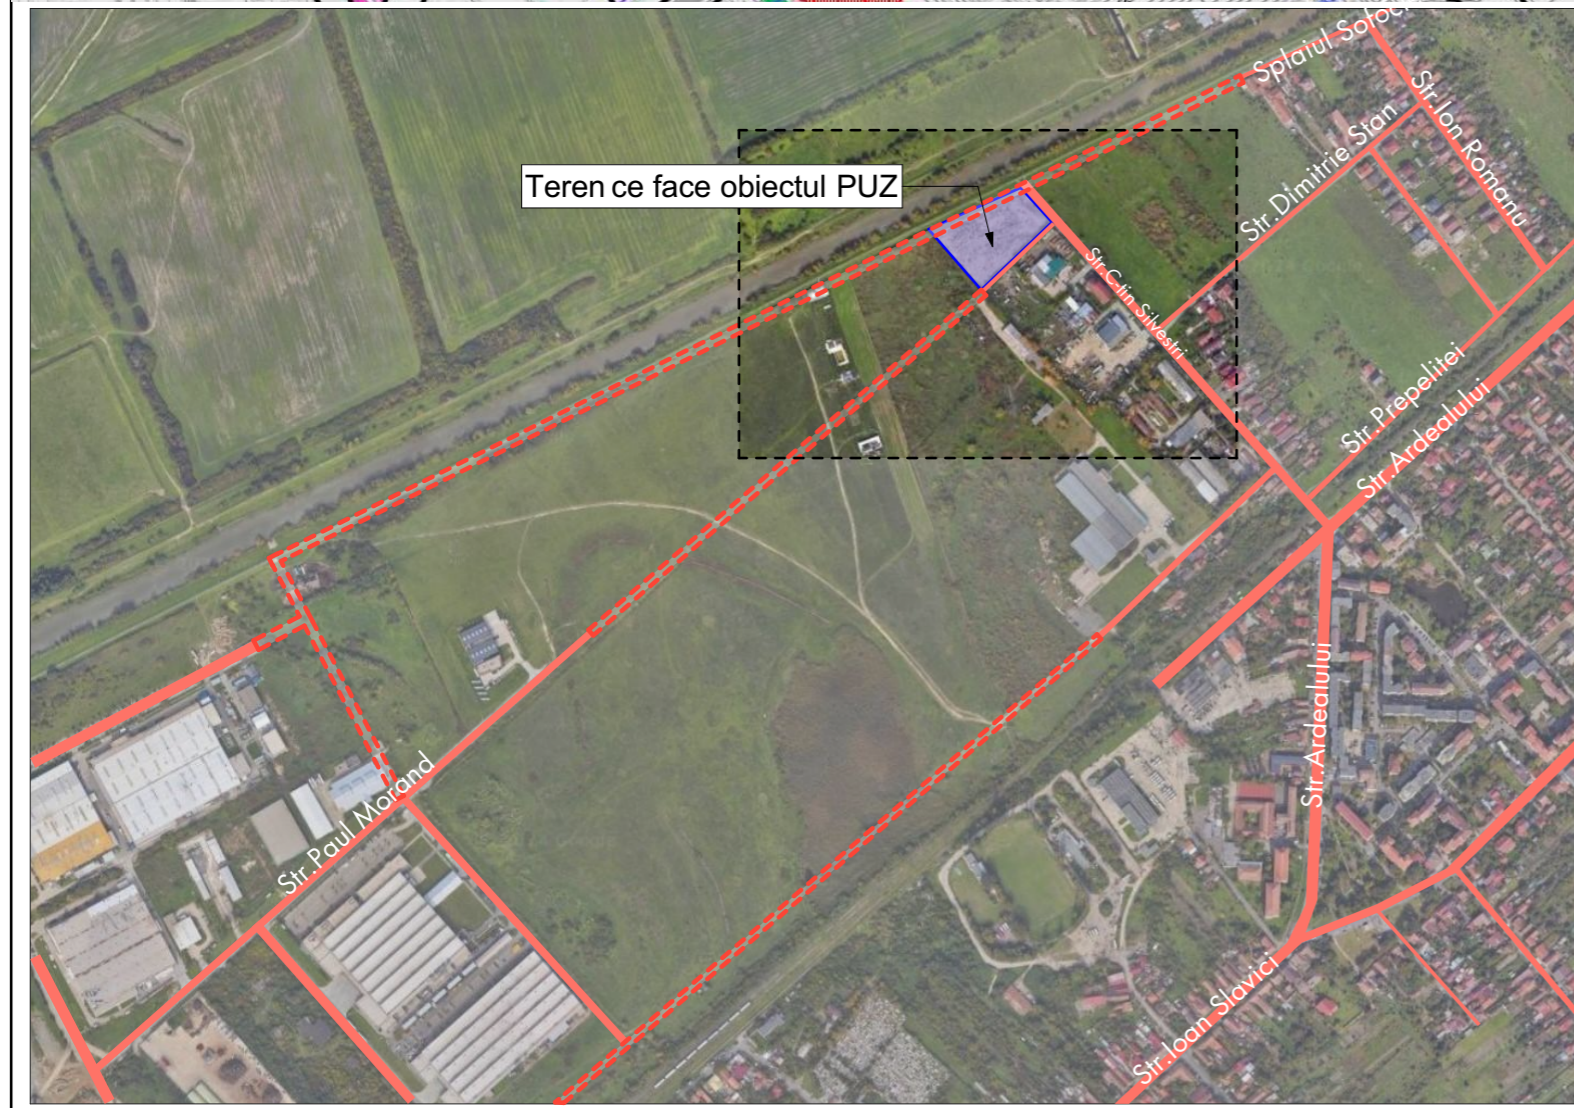 Splaiul
Str.Ion Romanu
Str.Dimitrie Stan
Teren ce face obiectul PUZ
Str.C-tin Silvestri
Str.Prepelitei
Str.Ardealului
Str.Ardealului
Str.Paul Morand
Str.Ioan Slavici